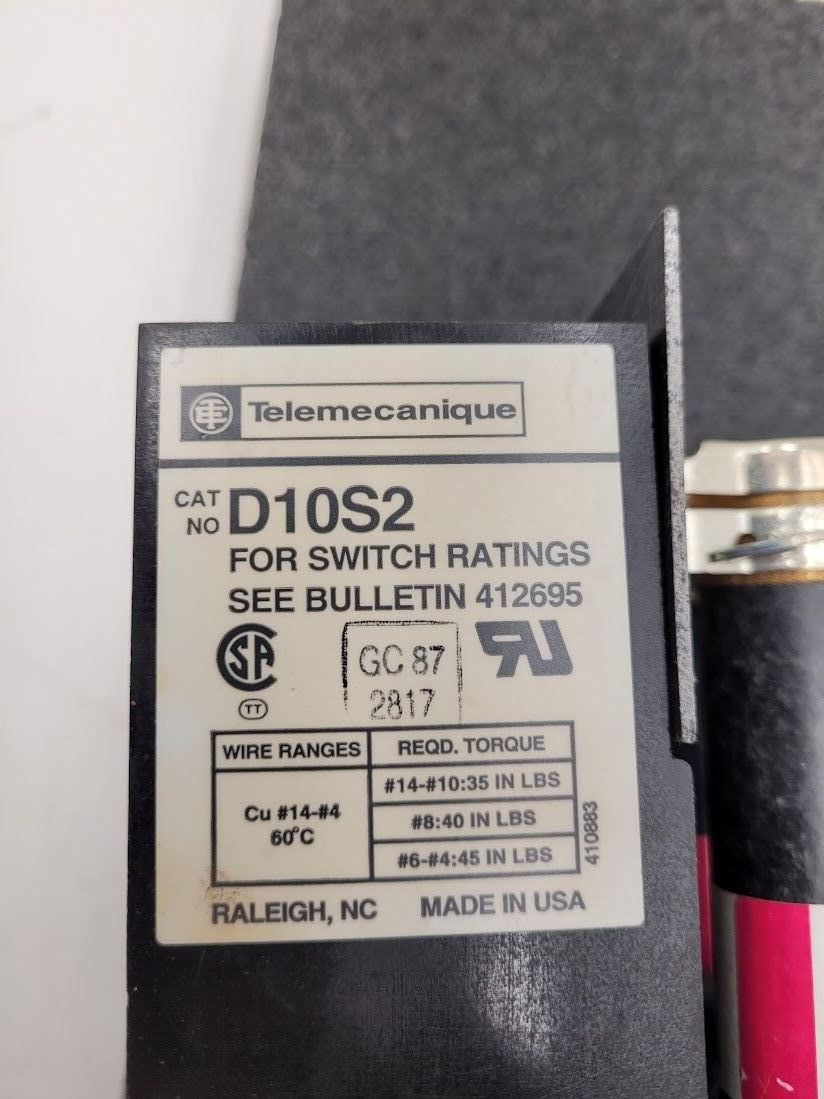 Telemecanique
CAT NO D10S2
FOR SWITCH RATINGS
SEE BULLETIN 412695
GC 87
2817
TT
WIRE RANGES REQD. TORQUE
Cu #14-#4
60°C
#14-#10:35 IN LBS
#8:40 IN LBS
#6-#4:45 IN LBS
410883
RALEIGH, NC MADE IN USA